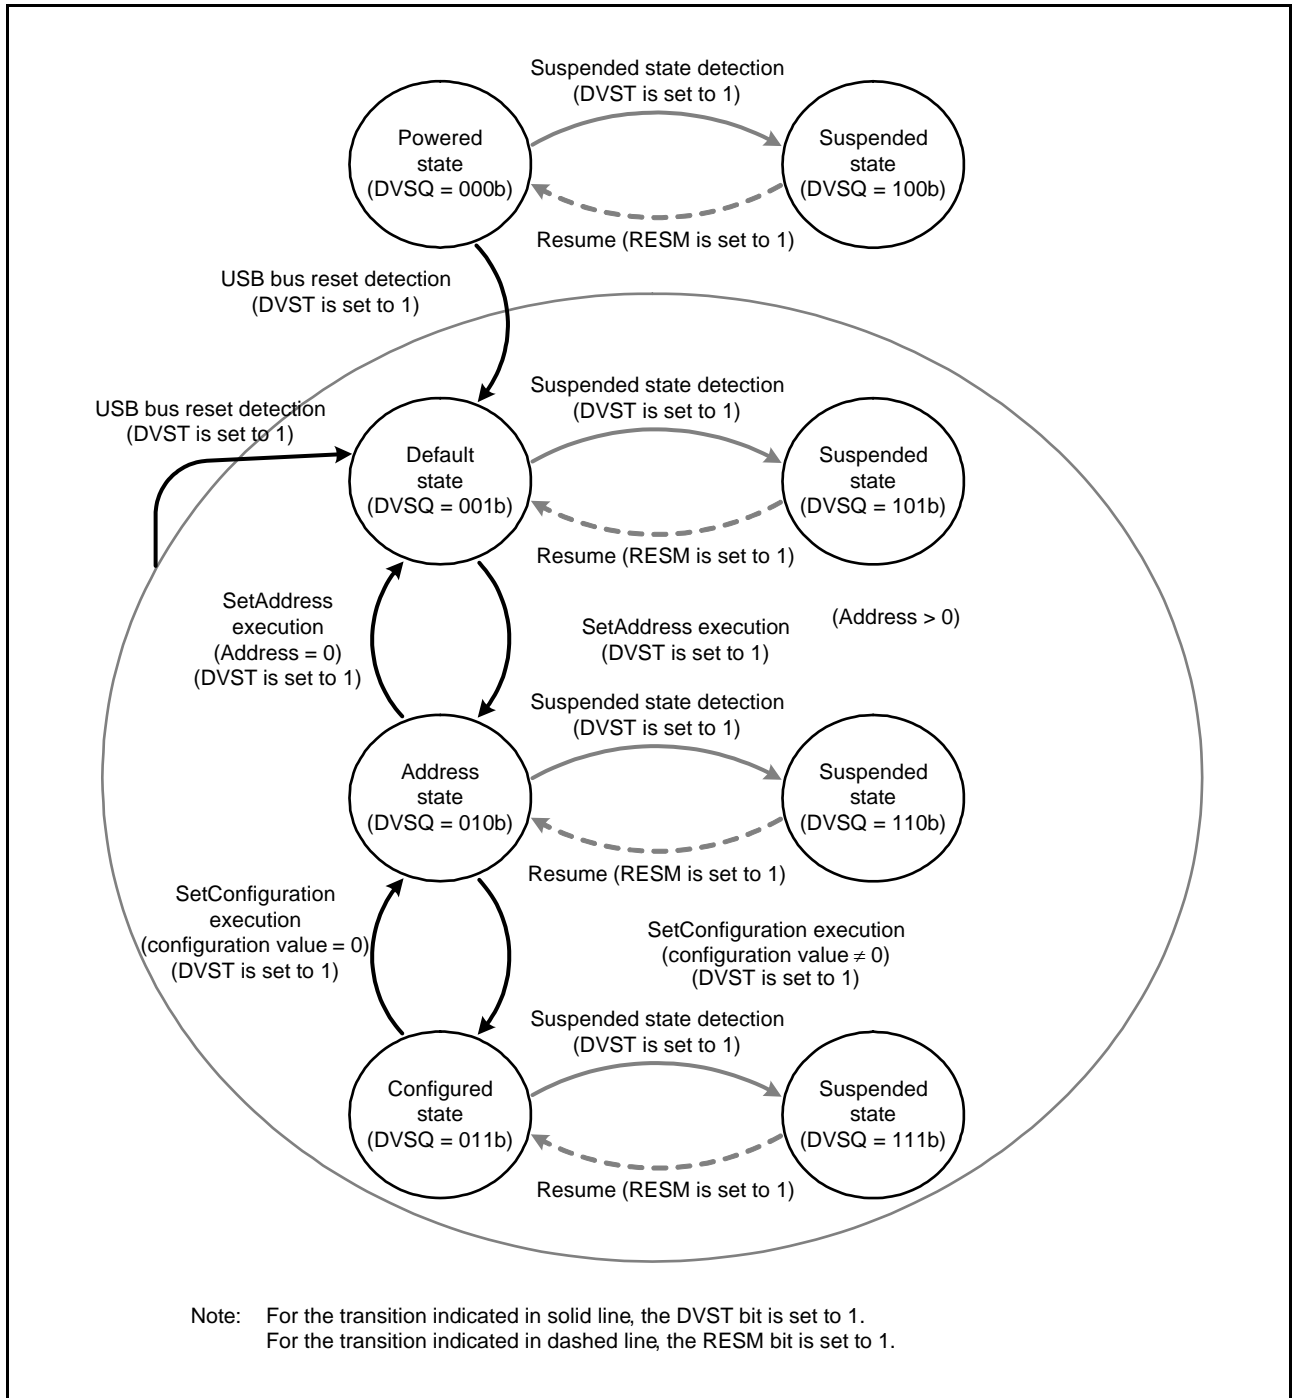 Suspended state detection
(DVST is set to 1)
Powered
state
(DVSQ = 000b)
Suspended
state
(DVSQ = 100b)
Resume (RESM is set to 1)
USB bus reset detection
(DVST is set to 1)
Suspended state detection
(DVST is set to 1)
USB bus reset detection
(DVST is set to 1)
Default
state
(DVSQ = 001b)
Suspended
state
(DVSQ = 101b)
Resume (RESM is set to 1)
SetAddress
execution
(Address = 0)
(DVST is set to 1)
SetAddress execution
(DVST is set to 1)
(Address > 0)
Suspended state detection
(DVST is set to 1)
Address
state
(DVSQ = 010b)
Suspended
state
(DVSQ = 110b)
Resume (RESM is set to 1)
SetConfiguration
execution
(configuration value = 0)
(DVST is set to 1)
SetConfiguration execution
(configuration value ≠ 0)
(DVST is set to 1)
Suspended state detection
(DVST is set to 1)
Configured
state
(DVSQ = 011b)
Suspended
state
(DVSQ = 111b)
Resume (RESM is set to 1)
Note: For the transition indicated in solid line, the DVST bit is set to 1.
For the transition indicated in dashed line, the RESM bit is set to 1.